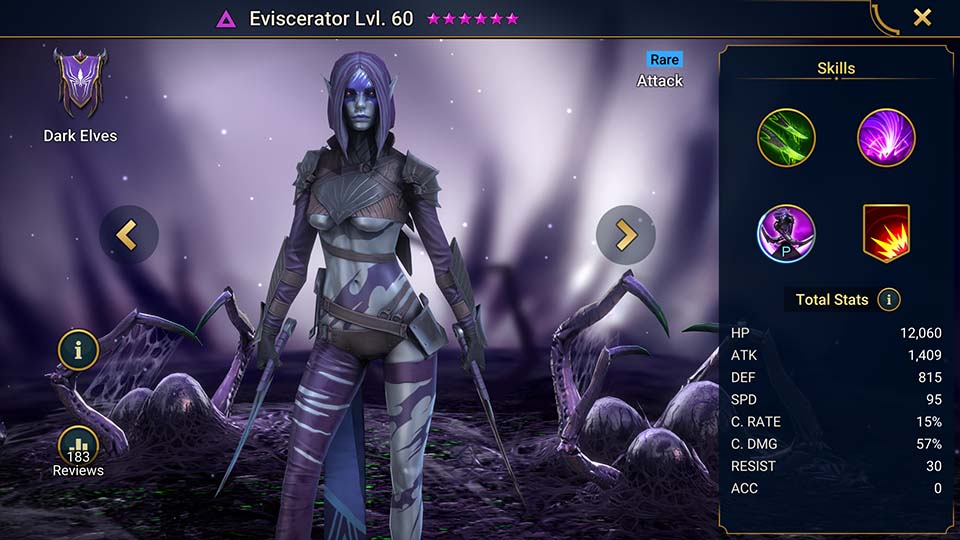 Eviscerator Lvl. 60
Dark Elves
Rare
Attack
183
Reviews
Skills
P
Total Stats
HP 12,060
ATK 1,409
DEF 815
SPD 95
C. RATE 15%
C. DMG 57%
RESIST 30
ACC 0